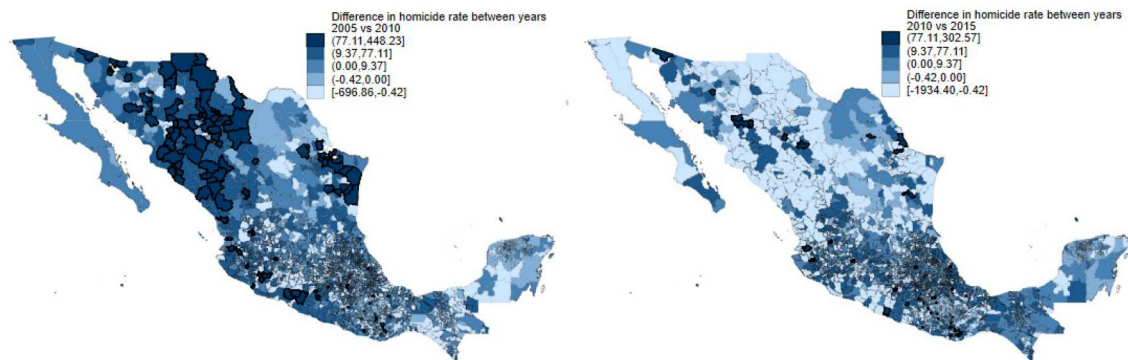 Difference in homicide rate between years
2005 vs 2010
(77.11,448.23]
(9.37,77.11]
(0.00,9.37]
(-0.42,0.00]
[-696.86,-0.42]
Difference in homicide rate between years
2010 vs 2015
(77.11,302.57]
(9.37,77.11]
(0.00,9.37]
(-0.42,0.00]
[-1934.40,-0.42]